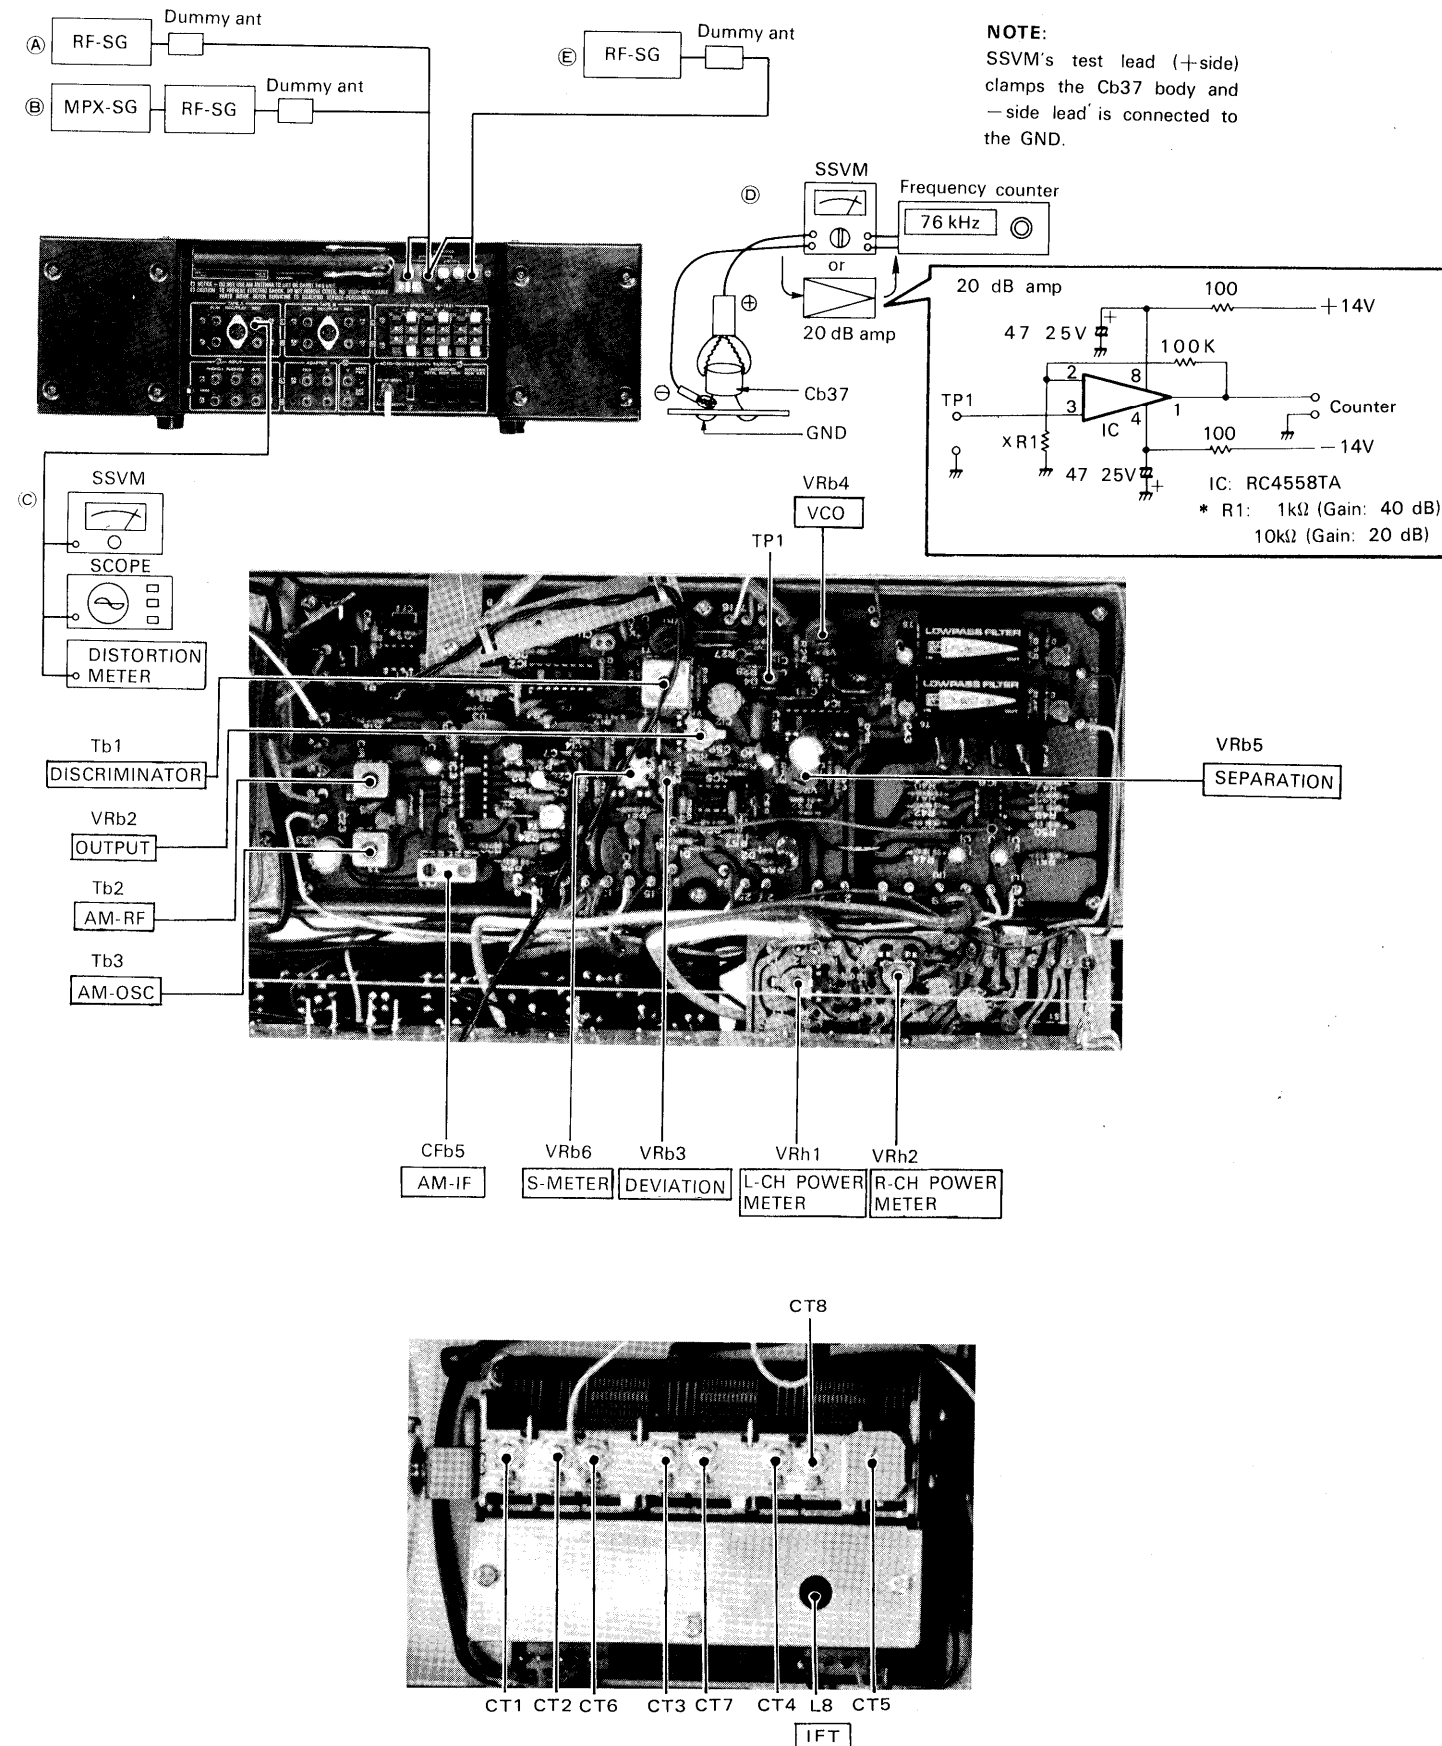 Ⓐ RF-SG Dummy ant
Ⓔ RF-SG Dummy ant
Ⓑ MPX-SG RF-SG Dummy ant
NOTE:
SSVM's test lead (+side)
clamps the Cb37 body and
—side lead is connected to
the GND.
Ⓓ
SSVM
Frequency counter
76 kHz
or
20 dB amp
⊕
⊖
Cb37
GND
20 dB amp
100
+14V
47 25V
+
100K
2
8
TP1
3
1
Counter
IC
4
×R1
100
—14V
47 25V
+
IC: RC4558TA
* R1: 1kΩ (Gain: 40 dB)
10kΩ (Gain: 20 dB)
Ⓒ
SSVM
SCOPE
DISTORTION
METER
VRb4
VCO
TP1
LOWPASS FILTER
LOWPASS FILTER
Tb1
DISCRIMINATOR
VRb5
SEPARATION
VRb2
OUTPUT
Tb2
AM-RF
Tb3
AM-OSC
CFb5
AM-IF
VRb6
S-METER
VRb3
DEVIATION
VRh1
L-CH POWER
METER
VRh2
R-CH POWER
METER
CT8
CT1 CT2 CT6 CT3 CT7 CT4 L8 CT5
IFT